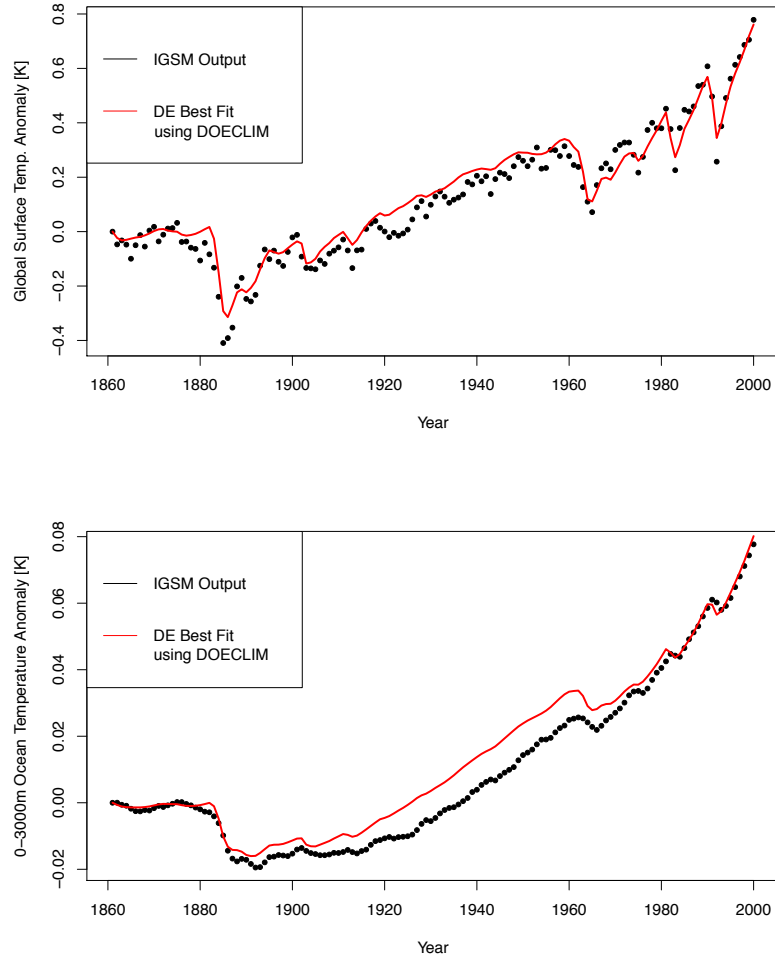 Global Surface Temp. Anomaly [K]
0.8
0.6
0.4
0.2
0.0
−0.2
−0.4
IGSM Output
DE Best Fit
using DOECLIM
1860 1880 1900 1920 1940 1960 1980 2000
Year
0−3000m Ocean Temperature Anomaly [K]
0.08
0.06
0.04
0.02
0.00
−0.02
IGSM Output
DE Best Fit
using DOECLIM
1860 1880 1900 1920 1940 1960 1980 2000
Year